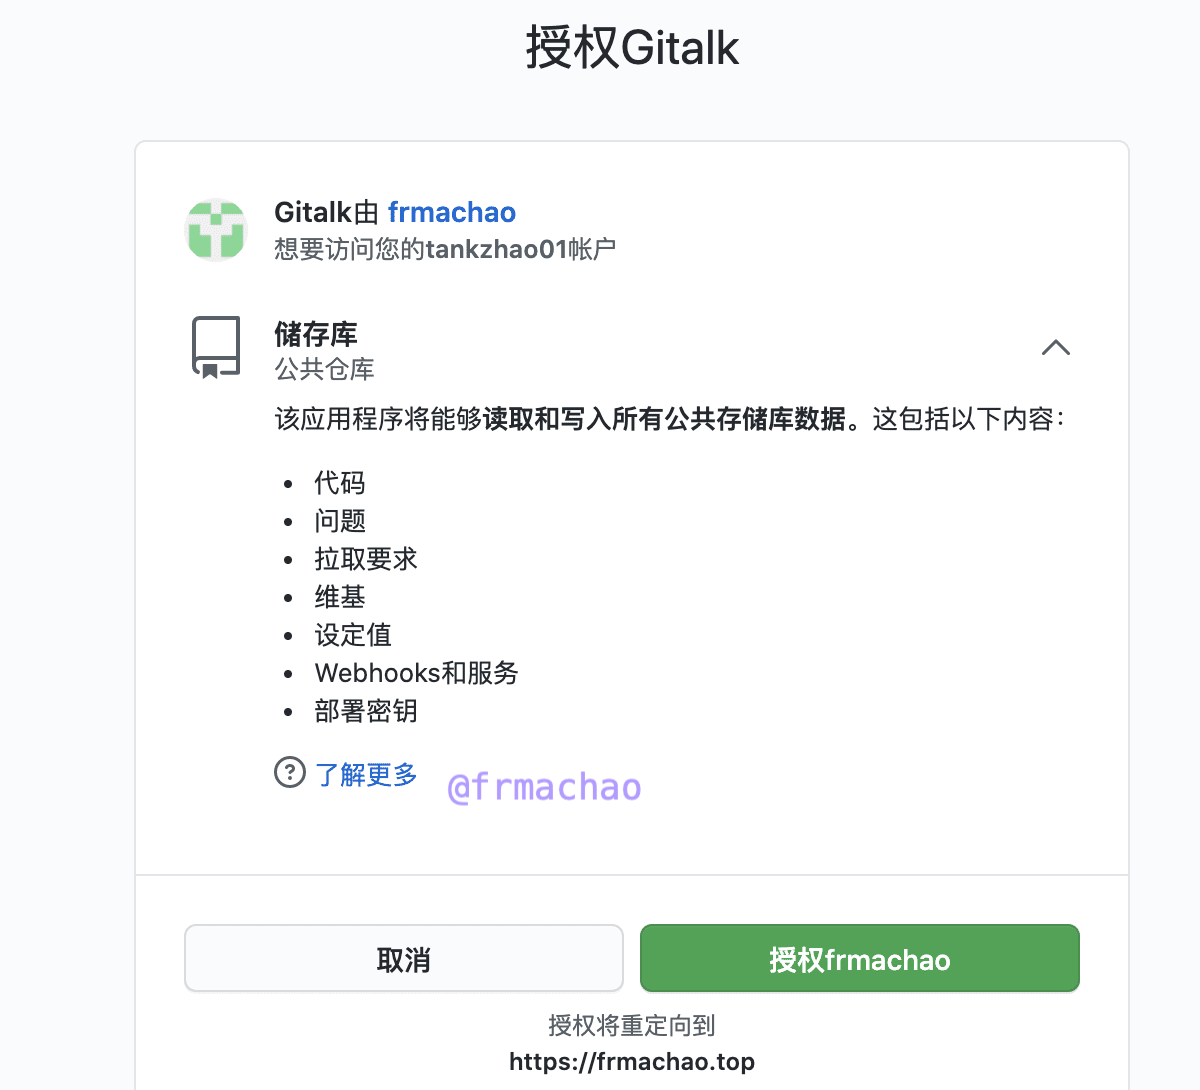 授权Gitalk
Gitalk由 frmachao
想要访问您的tankzhao01帐户
储存库
公共仓库
该应用程序将能够读取和写入所有公共存储库数据。这包括以下内容：
代码
问题
拉取要求
维基
设定值
Webhooks和服务
部署密钥
了解更多
@frmachao
取消
授权frmachao
授权将重定向到
https://frmachao.top